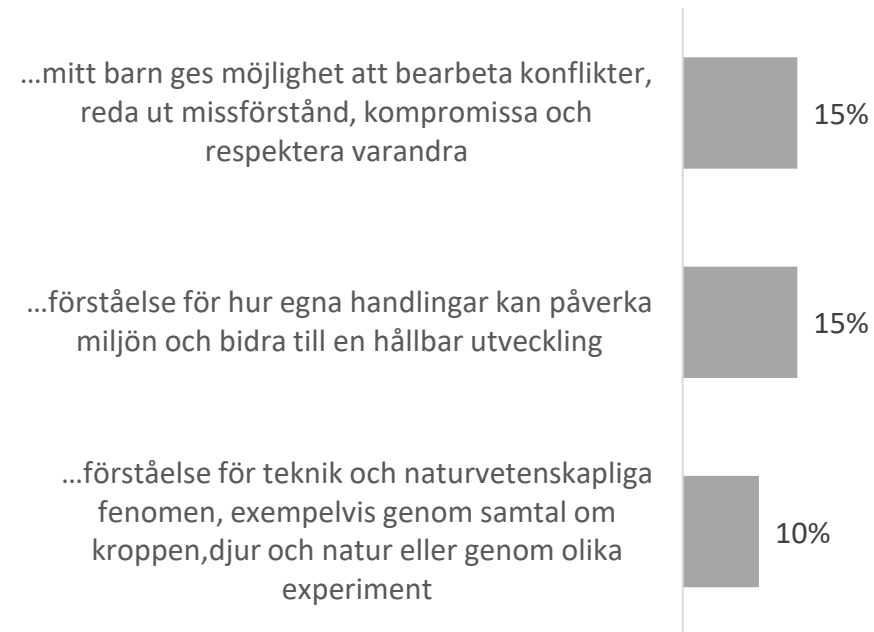 …mitt barn ges möjlighet att bearbeta konflikter,
reda ut missförstånd, kompromissa och
respektera varandra
15%
…förståelse för hur egna handlingar kan påverka
miljön och bidra till en hållbar utveckling
15%
…förståelse för teknik och naturvetenskapliga
fenomen, exempelvis genom samtal om
kroppen,djur och natur eller genom olika
experiment
10%